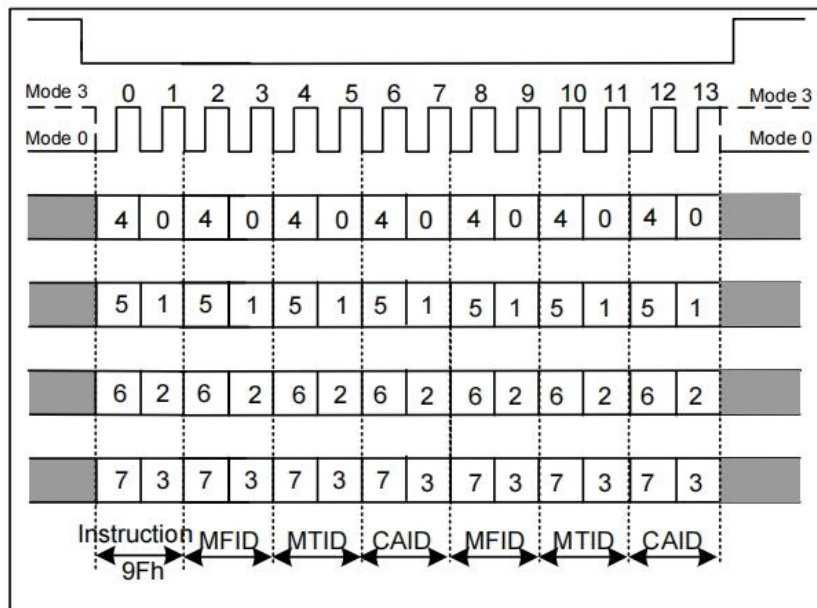 Mode 3 0 1 2 3 4 5 6 7 8 9 10 11 12 13 Mode 3
Mode 0 Mode 0
4 0 4 0 4 0 4 0 4 0 4 0 4 0
5 1 5 1 5 1 5 1 5 1 5 1 5 1
6 2 6 2 6 2 6 2 6 2 6 2 6 2
7 3 7 3 7 3 7 3 7 3 7 3 7 3
Instruction MFID MTID CAID MFID MTID CAID
9Fh